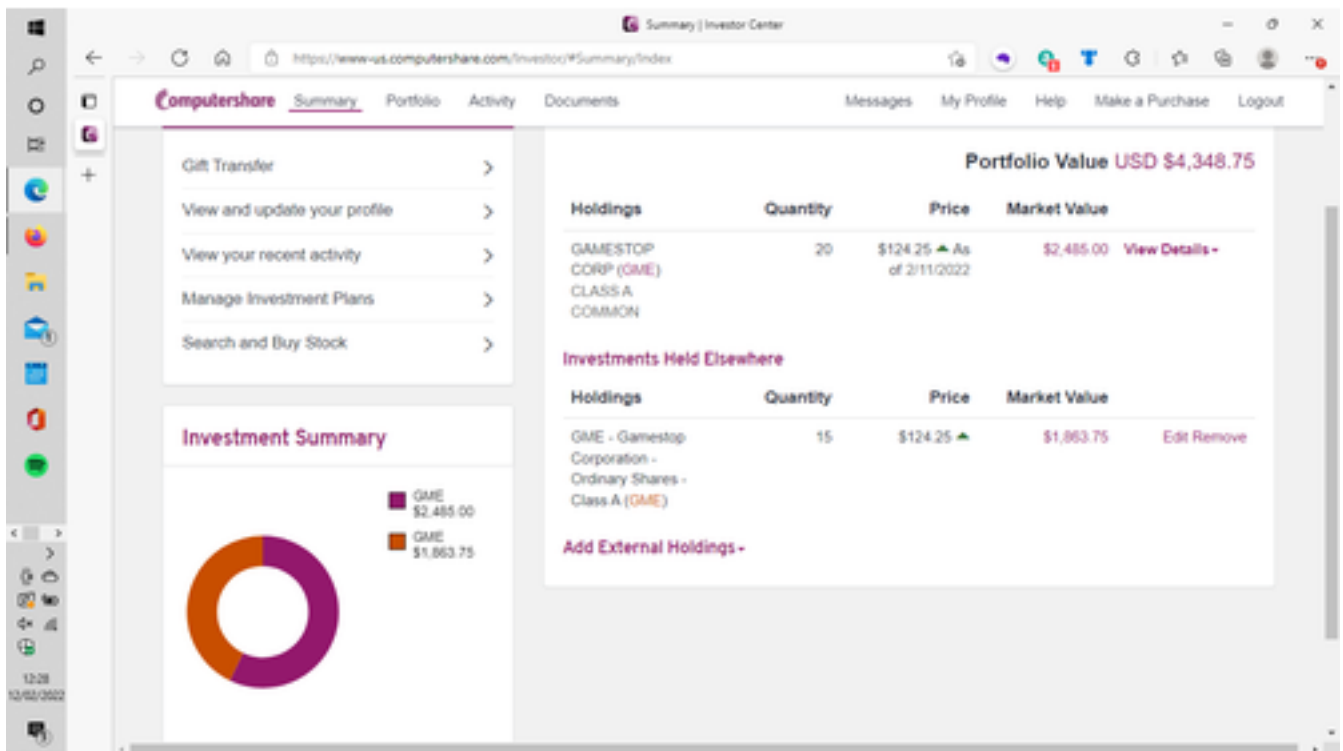 Summary | Investor Center
https://www-us.computershare.com/Investor/#Summary/Index
Computershare Summary Portfolio Activity Documents Messages My Profile Help Make a Purchase Logout
Gift Transfer
View and update your profile
View your recent activity
Manage Investment Plans
Search and Buy Stock
Portfolio Value USD $4,348.75
Holdings Quantity Price Market Value
GAMESTOP 20 $124.25 ▲ As $2,485.00 View Details
CORP (GME) of 2/11/2022
CLASS A
COMMON
Investments Held Elsewhere
Holdings Quantity Price Market Value
GME - Gamestop 15 $124.25 ▲ $1,863.75 Edit Remove
Corporation -
Ordinary Shares -
Class A (GME)
Add External Holdings
Investment Summary
GME
$2,485.00
GME
$1,863.75
12:28
12/02/2022